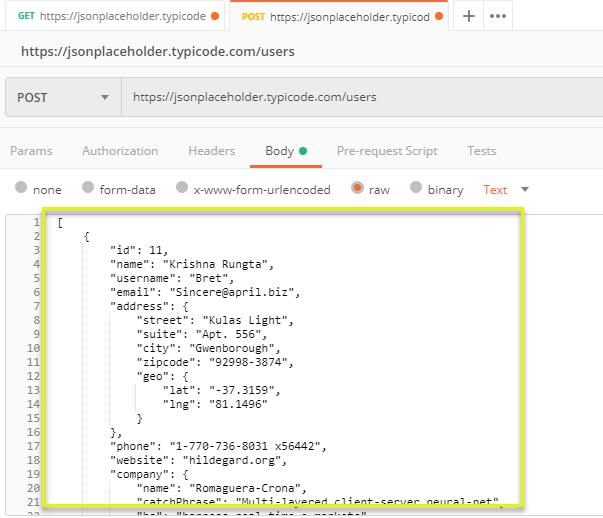 GET https://jsonplaceholder.typicode POST https://jsonplaceholder.typicod + •••
https://jsonplaceholder.typicode.com/users
POST https://jsonplaceholder.typicode.com/users
Params Authorization Headers Body Pre-request Script Tests
none form-data x-www-form-urlencoded raw binary Text
1 [
2 {
3 "id": 11,
4 "name": "Krishna Rungta",
5 "username": "Bret",
6 "email": "Sincere@april.biz",
7 "address": {
8 "street": "Kulas Light",
9 "suite": "Apt. 556",
10 "city": "Gwenborough",
11 "zipcode": "92998-3874",
12 "geo": {
13 "lat": "-37.3159",
14 "lng": "81.1496"
15 }
16 },
17 "phone": "1-770-736-8031 x56442",
18 "website": "hildegard.org",
19 "company": {
20 "name": "Romaguera-Crona",
21 "catchPhrase": "Multi-layered client-server neural-net",